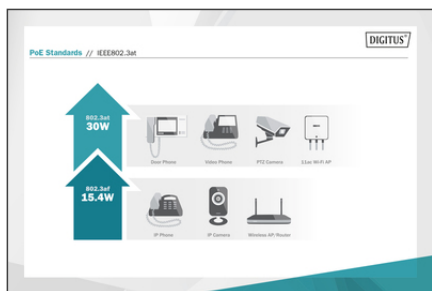 DIGITUS®
PoE Standards // IEEE802.3at
802.3at
30W
Door Phone
Video Phone
PTZ Camera
11ac Wi-Fi AP
802.3af
15.4W
IP Phone
IP Camera
Wireless AP/Router